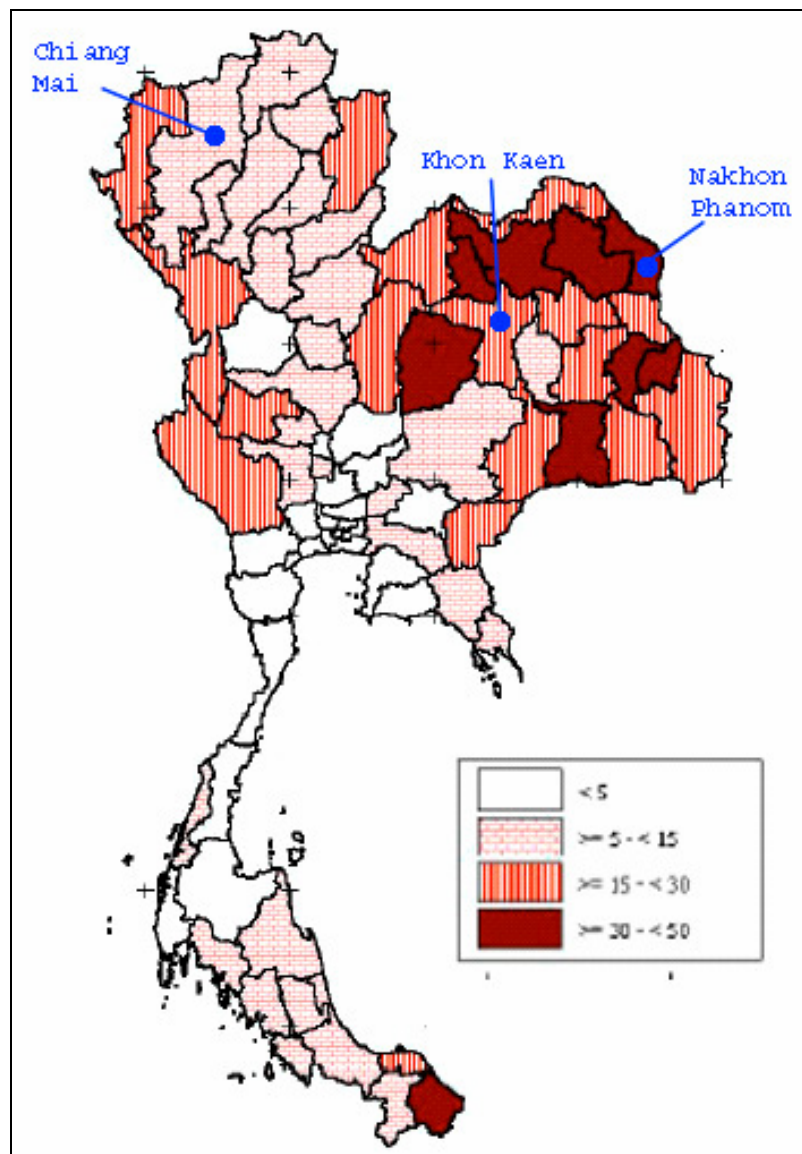 Chiang
Mai
Khon Kaen
Nakhon
Phanom
< 5
>= 5 - < 15
>= 15 - < 30
>= 30 - < 50